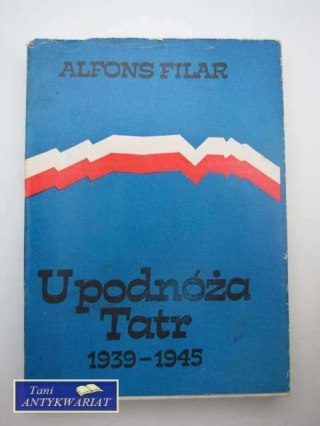 ALFONS FILAR
U podnóża
Tatr
1939-1945
Tani
ANTYKWARIAT